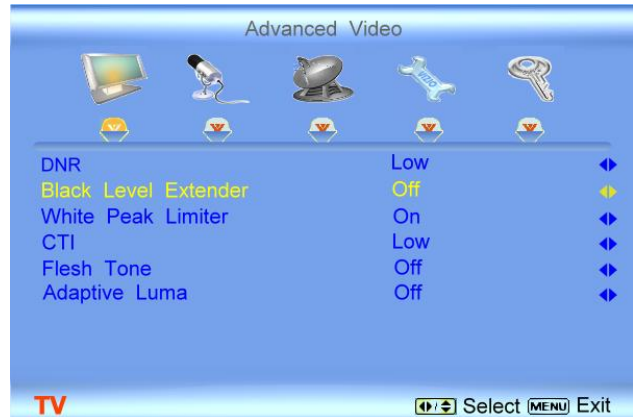 Advanced Video
VIZIO
DNR Low
Black Level Extender Off
White Peak Limiter On
CTI Low
Flesh Tone Off
Adaptive Luma Off
TV Select MENU Exit